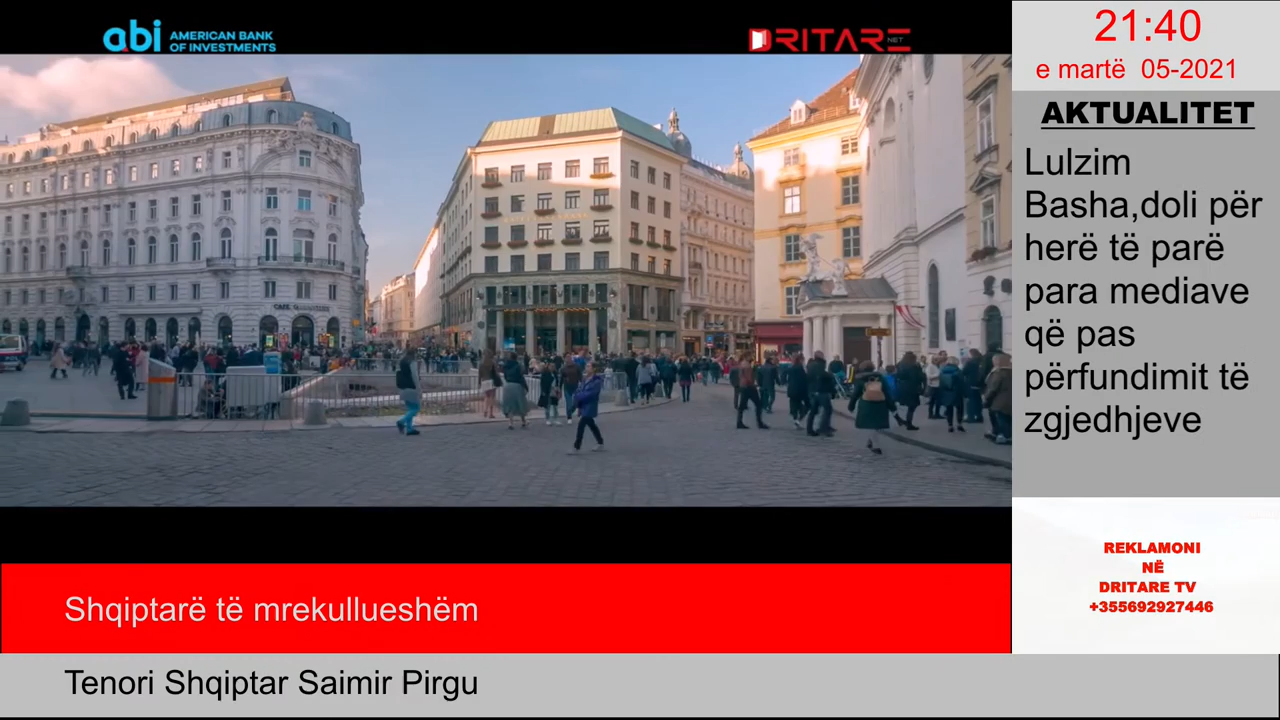 abi AMERICAN BANK
OF INVESTMENTS
DRITARE
NET
21:40
e martë 05-2021
AKTUALITET
Lulzim
Basha,doli për
herë të parë
para mediave
që pas
përfundimit të
zgjedhjeve
REKLAMONI
NË
DRITARE TV
+355692927446
Shqiptarë të mrekullueshëm
Tenori Shqiptar Saimir Pirgu